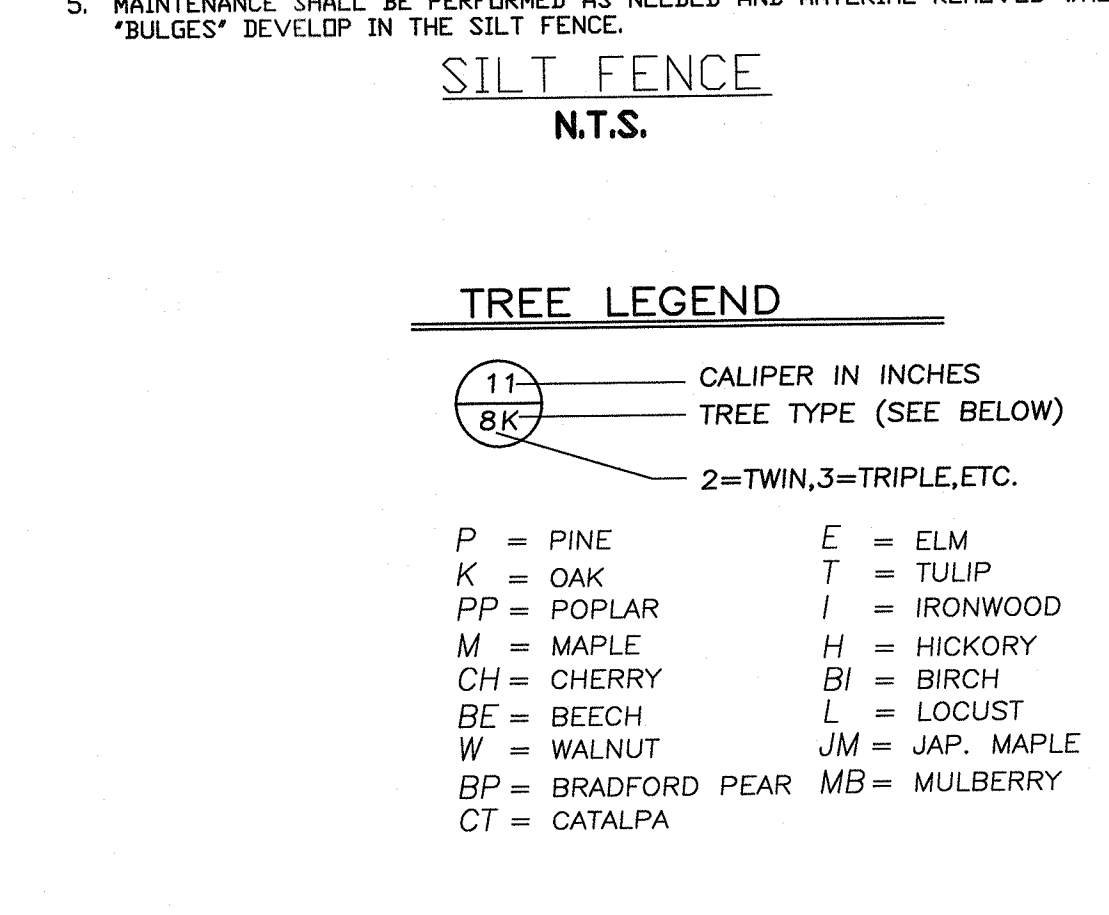 5. MAINTENANCE SHALL BE PERFORMED AS NEEDED AND MATERIAL REMOVED
"BULGES" DEVELOP IN THE SILT FENCE.
SILT FENCE
N.T.S.
TREE LEGEND
11 CALIPER IN INCHES
8K TREE TYPE (SEE BELOW)
2=TWIN,3=TRIPLE,ETC.
P = PINE E = ELM
K = OAK T = TULIP
PP = POPLAR I = IRONWOOD
M = MAPLE H = HICKORY
CH = CHERRY BI = BIRCH
BE = BEECH L = LOCUST
W = WALNUT JM = JAP. MAPLE
BP = BRADFORD PEAR MB = MULBERRY
CT = CATALPA